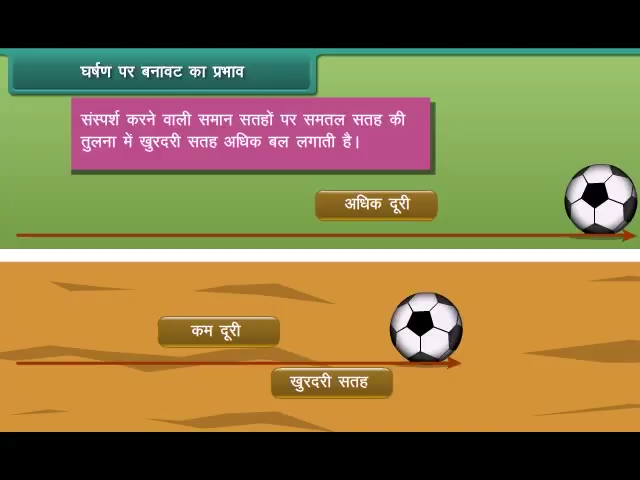 घर्षण पर बनावट का प्रभाव
संस्पर्श करने वाली समान सतहों पर समतल सतह की
तुलना में खुरदरी सतह अधिक बल लगाती है।
अधिक दूरी
कम दूरी
खुरदरी सतह